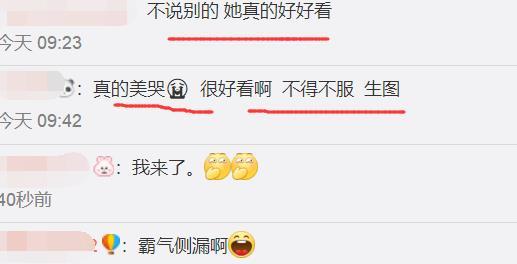 不说别的 她真的好好看
今天 09:23
：真的美哭 很好看啊 不得不服 生图
今天 09:42
：我来了。
40秒前
：霸气侧漏啊